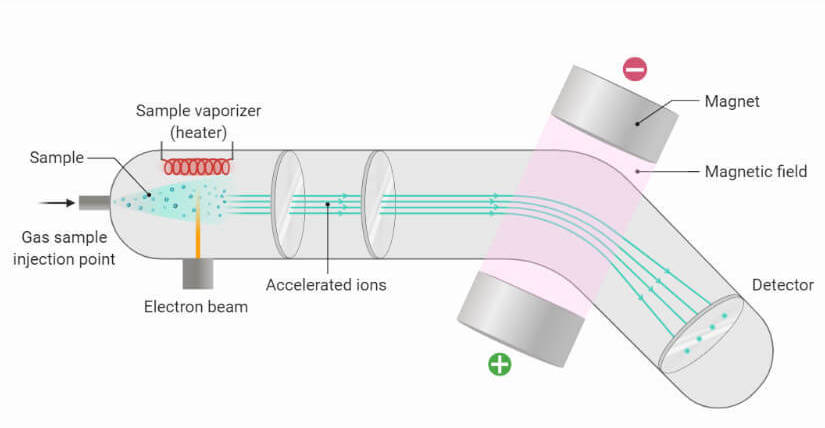 Sample vaporizer
(heater)
Sample
Gas sample
injection point
Electron beam
Accelerated ions
Magnet
Magnetic field
Detector